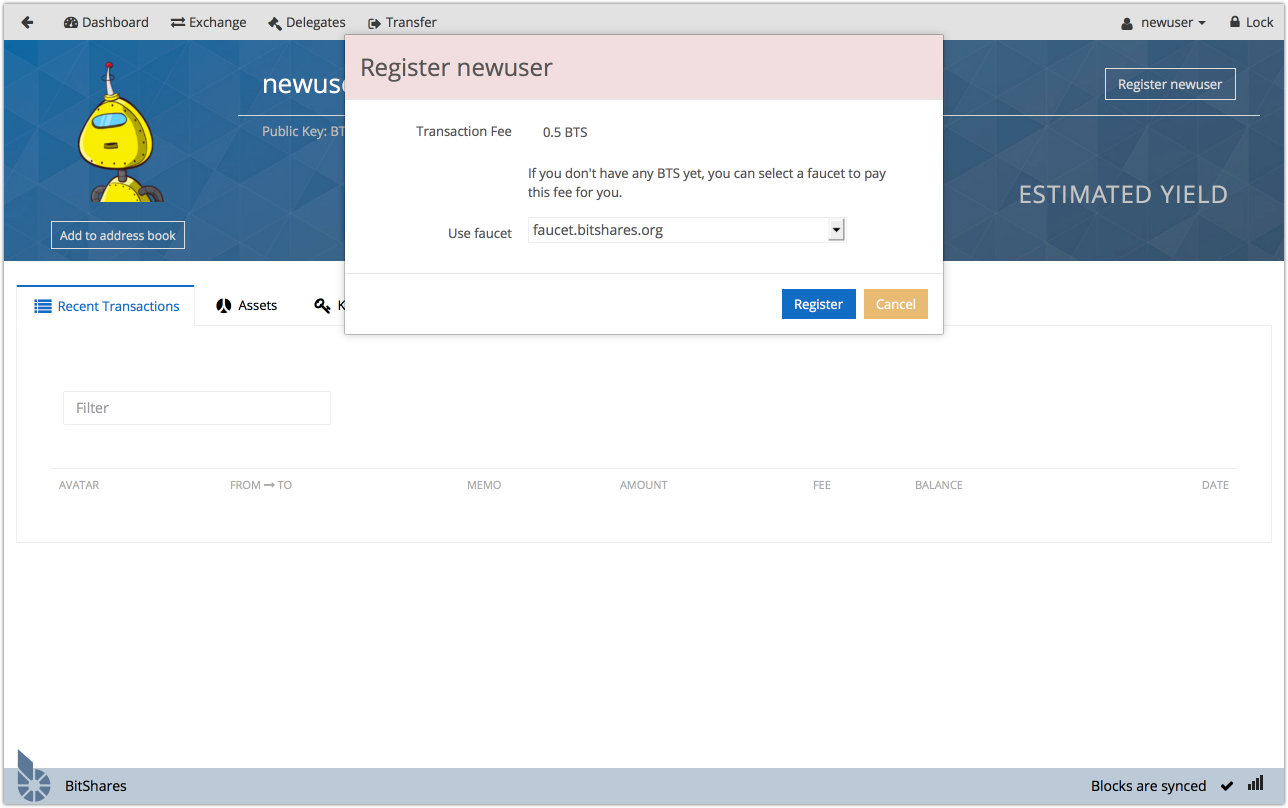 Dashboard Exchange Delegates Transfer newuser Lock
Register newuser
Register newuser
Public Key: BT
Transaction Fee 0.5 BTS
If you don't have any BTS yet, you can select a faucet to pay
this fee for you.
ESTIMATED YIELD
Use faucet faucet.bitshares.org
Add to address book
Register Cancel
Recent Transactions Assets
Filter
AVATAR FROM → TO MEMO AMOUNT FEE BALANCE DATE
BitShares Blocks are synced